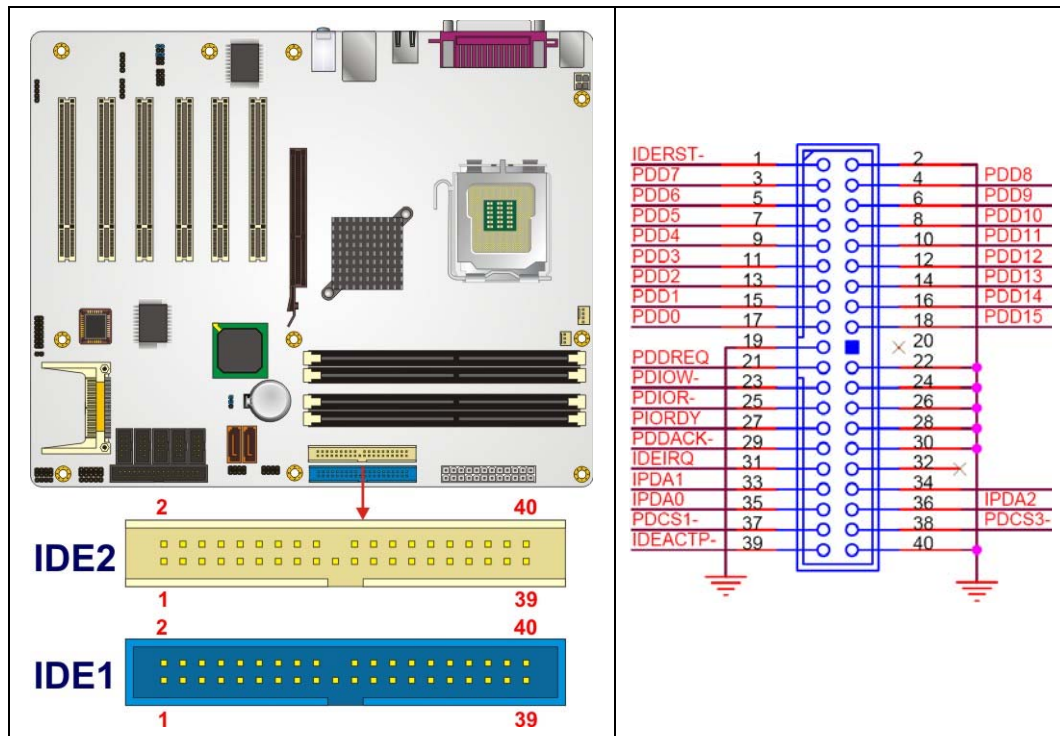 2 40
IDE2
1 39
2 40
IDE1
1 39
IDERST- 1 2
PDD7 3 4 PDD8
PDD6 5 6 PDD9
PDD5 7 8 PDD10
PDD4 9 10 PDD11
PDD3 11 12 PDD12
PDD2 13 14 PDD13
PDD1 15 16 PDD14
PDD0 17 18 PDD15
19 20
PDDREQ 21 22
PDIOW- 23 24
PDIOR- 25 26
PIORDY 27 28
PDDACK- 29 30
IDEIRQ 31 32
IPDA1 33 34
IPDA0 35 36 IPDA2
PDCS1- 37 38 PDCS3-
IDEACTP- 39 40